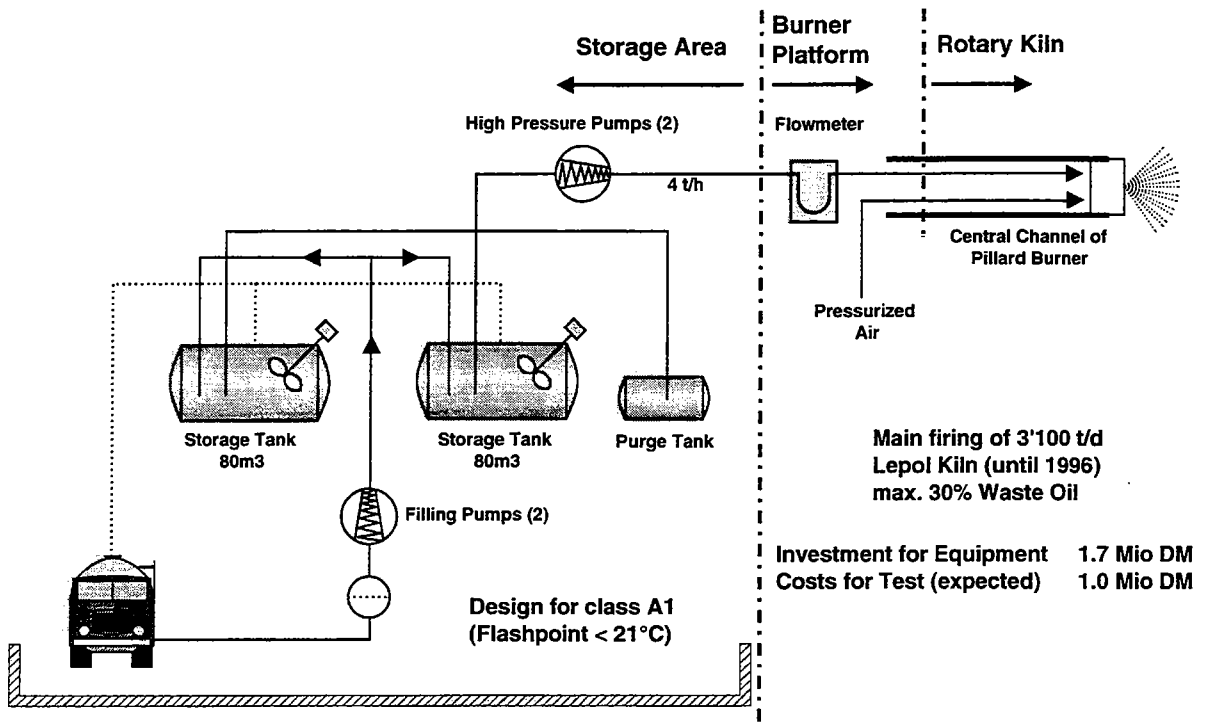 Storage Area
Burner
Platform
Rotary Kiln
High Pressure Pumps (2)
Flowmeter
4 t/h
Central Channel of
Pillard Burner
Pressurized
Air
Storage Tank
80m3
Storage Tank
80m3
Purge Tank
Main firing of 3'100 t/d
Lepol Kiln (until 1996)
max. 30% Waste Oil
Filling Pumps (2)
Investment for Equipment 1.7 Mio DM
Costs for Test (expected) 1.0 Mio DM
Design for class A1
(Flashpoint < 21°C)